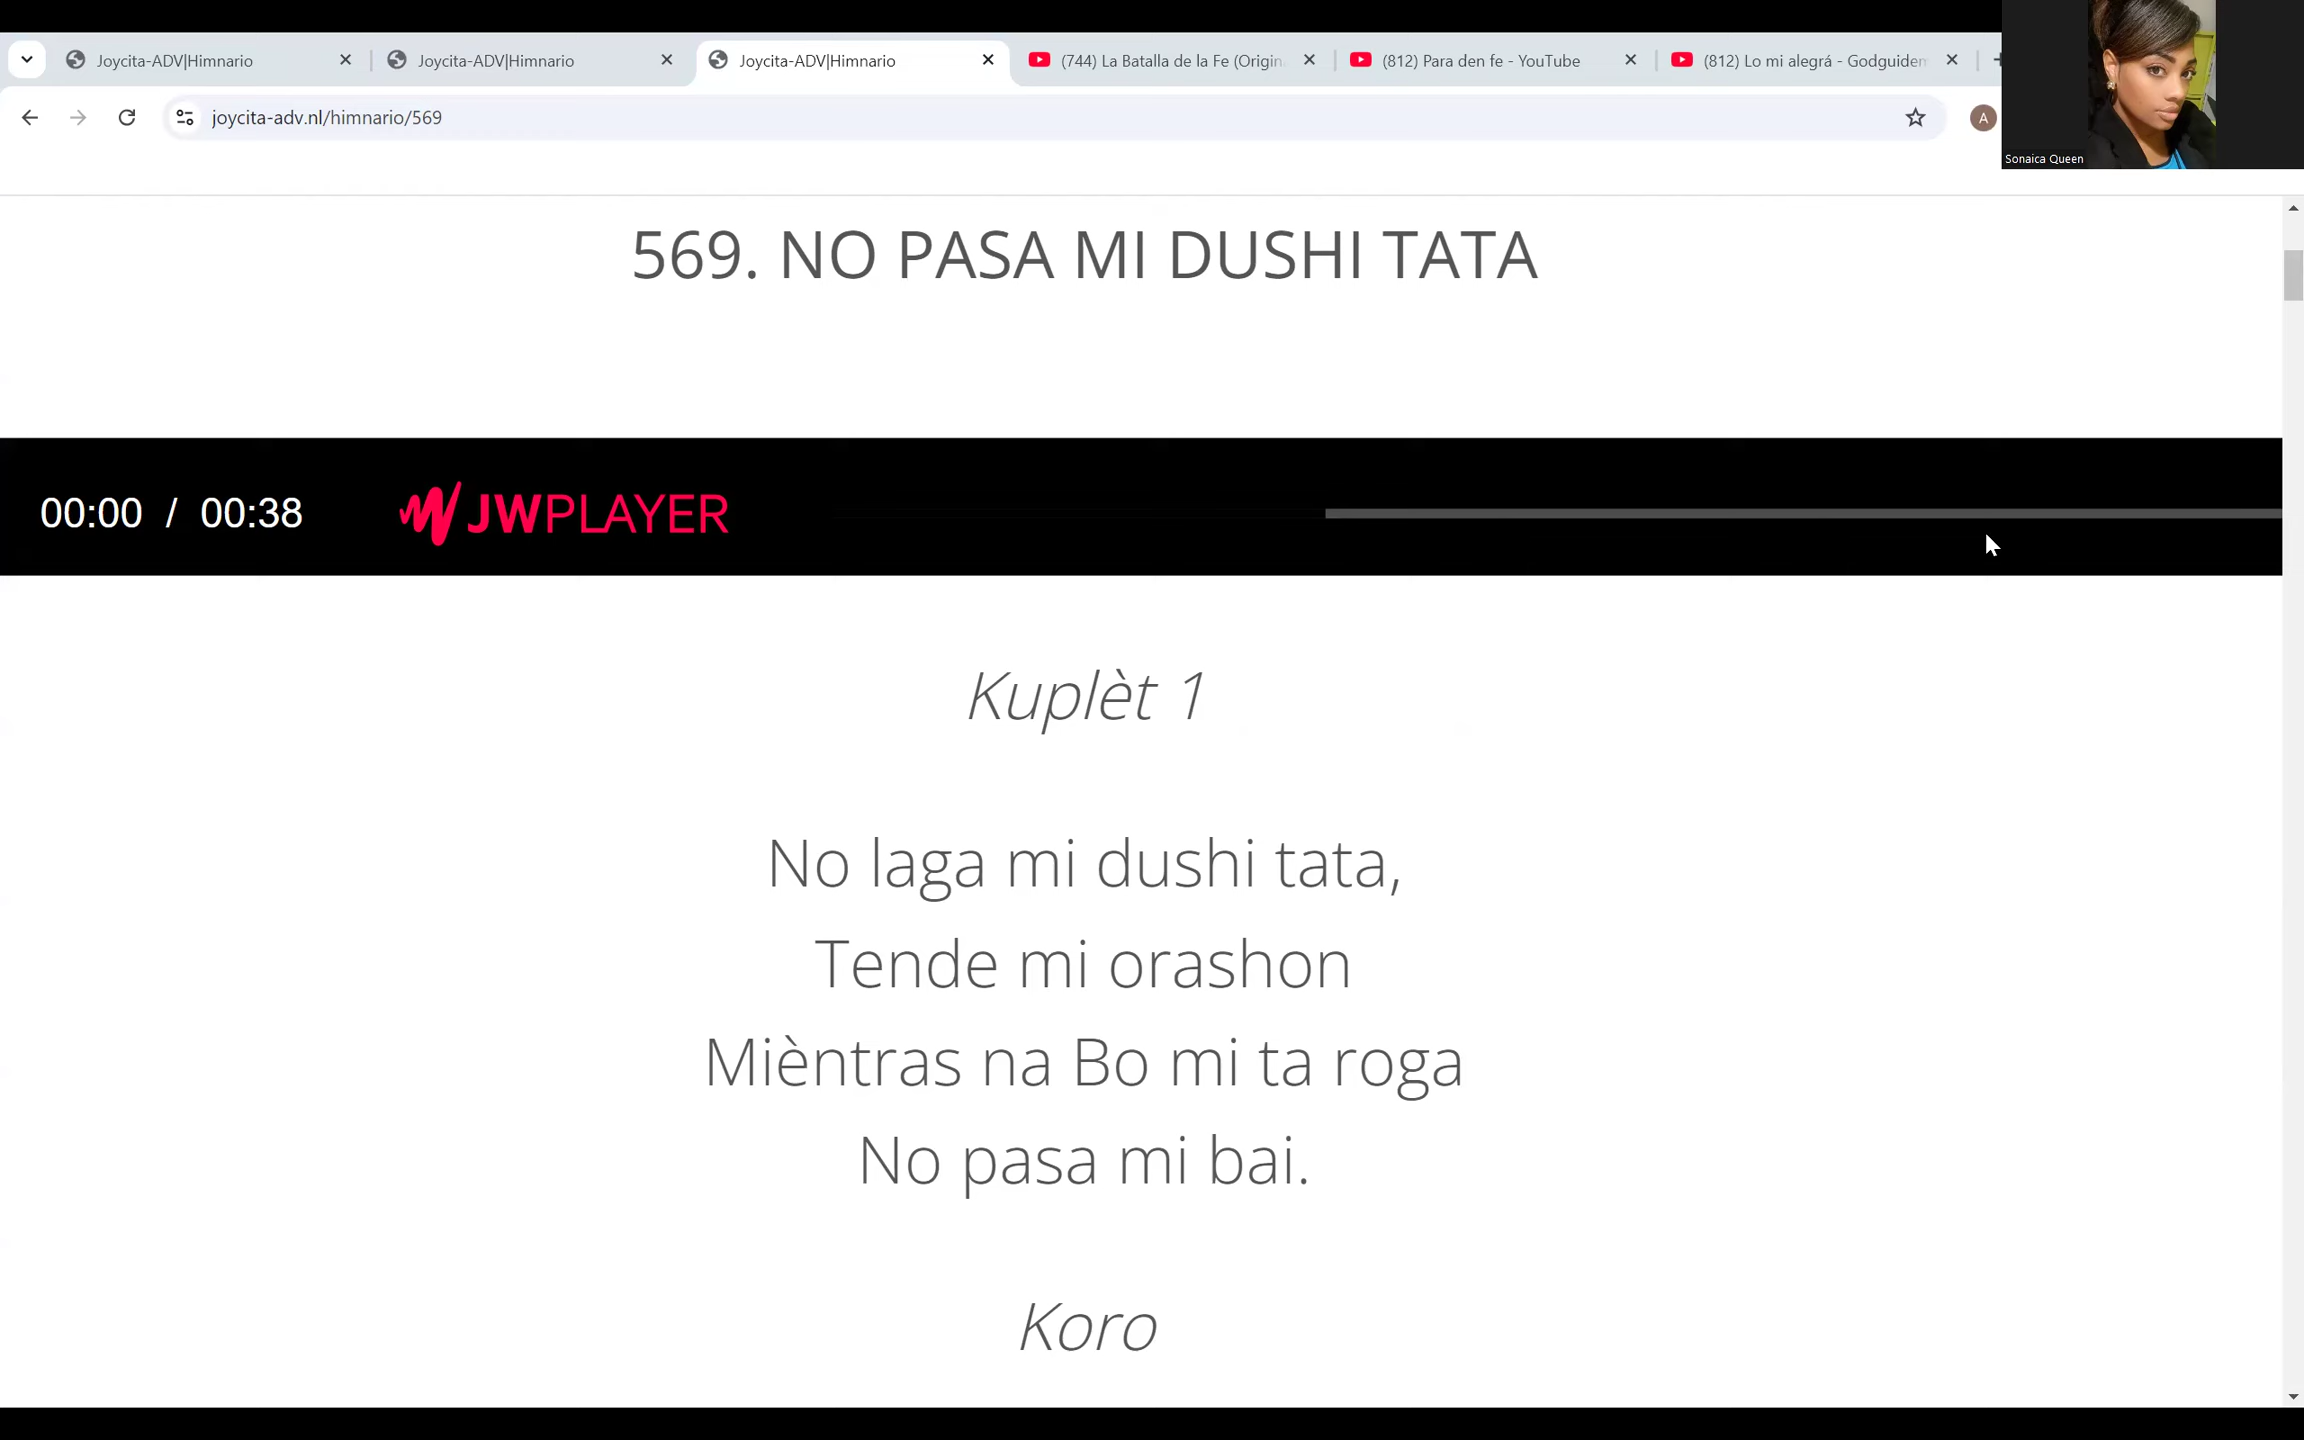 Joycita-ADV|Himnario
Joycita-ADV|Himnario
Joycita-ADV|Himnario
(744) La Batalla de la Fe (Origin
(812) Para den fe - YouTube
(812) Lo mi alegrá - Godguiden
joycita-adv.nl/himnario/569
A
Sonaica Queen
569. NO PASA MI DUSHI TATA
00:00 / 00:38
JWPLAYER
Kuplèt 1
No laga mi dushi tata,
Tende mi orashon
Mièntras na Bo mi ta roga
No pasa mi bai.
Koro